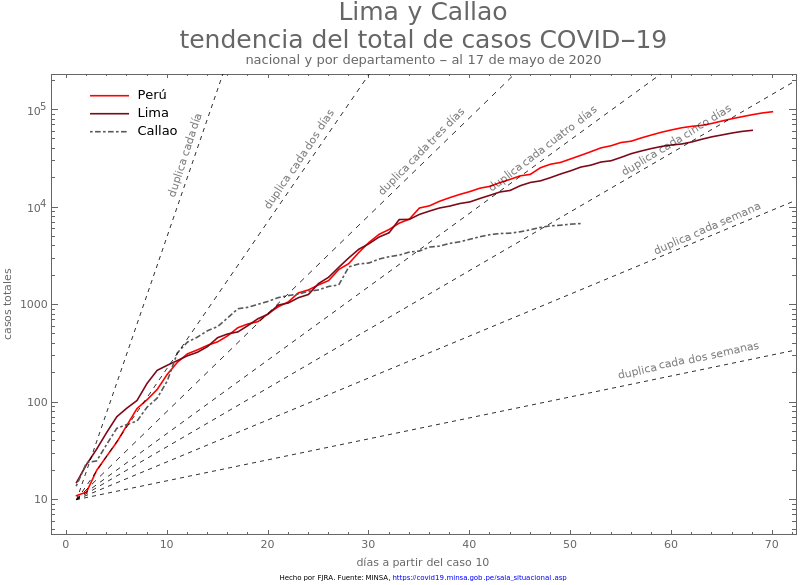 Lima y Callao
tendencia del total de casos COVID‒19
nacional y por departamento ‒ al 17 de mayo de 2020
Perú
Lima
Callao
duplica cada día
duplica cada dos días
duplica cada tres días
duplica cada cuatro días
duplica cada cinco días
duplica cada semana
duplica cada dos semanas
casos totales
10^5
10^4
1000
100
10
0 10 20 30 40 50 60 70
días a partir del caso 10
Hecho por FJRA. Fuente: MINSA, https://covid19.minsa.gob.pe/sala_situacional.asp